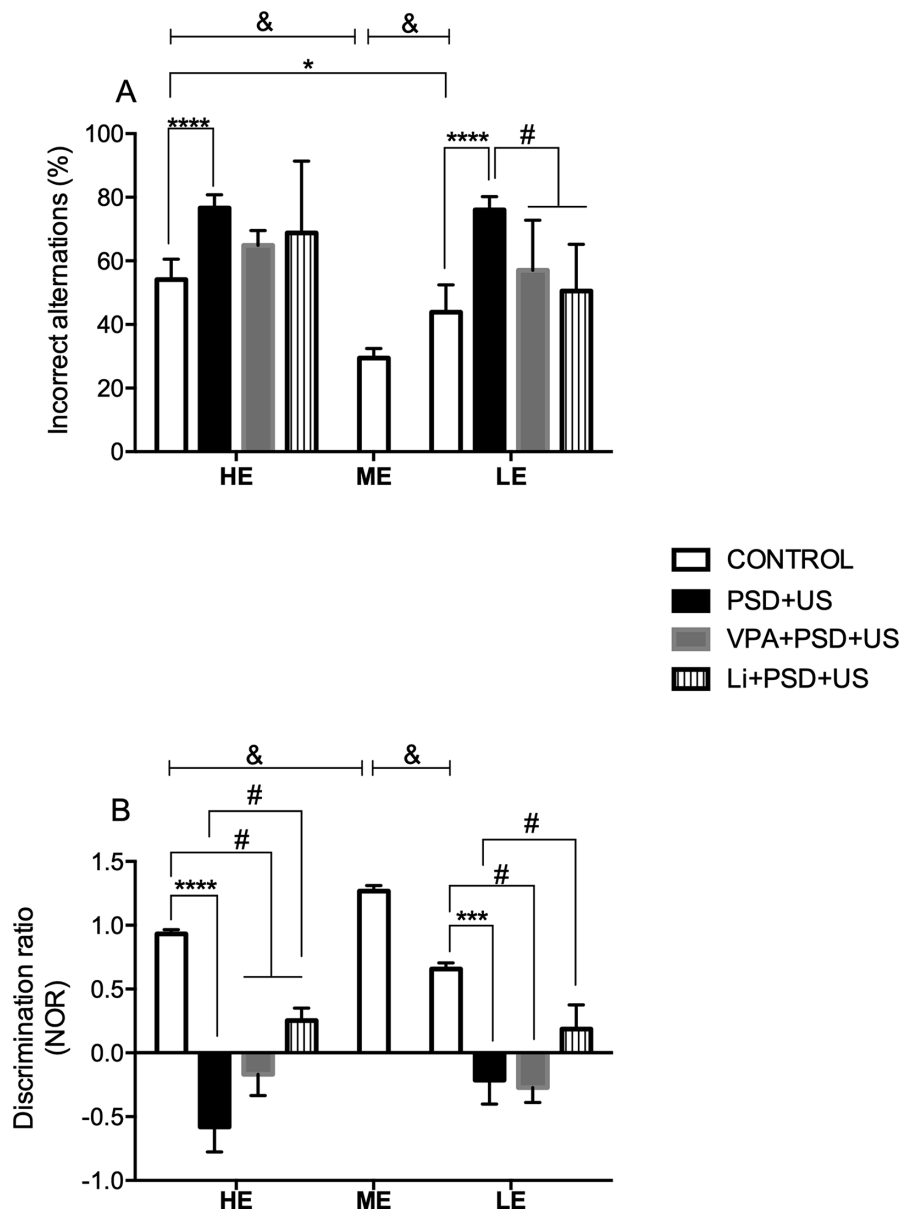 & &
*
A
**** **** #
100
80
60
40
20
0
Incorrect alternations (%)
HE ME LE
CONTROL
PSD+US
VPA+PSD+US
Li+PSD+US
& &
B
# #
# #
**** ***
1.5
1.0
0.5
0.0
-0.5
-1.0
Discrimination ratio
(NOR)
HE ME LE